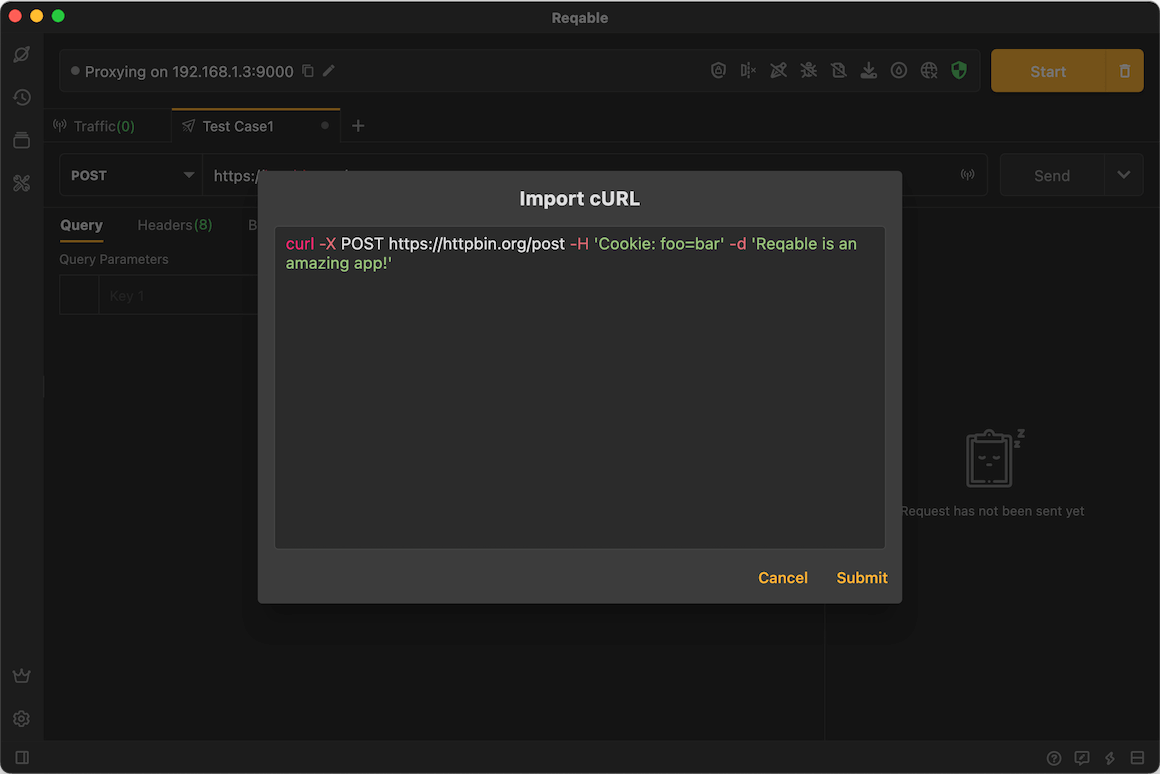 Reqable
Proxying on 192.168.1.3:9000
Start
Traffic(0)
Test Case1
POST
https:/
Send
Import cURL
Query
Headers (8)
B
curl -X POST https://httpbin.org/post -H 'Cookie: foo=bar' -d 'Reqable is an
amazing app!'
Query Parameters
Key 1
Request has not been sent yet
Cancel
Submit